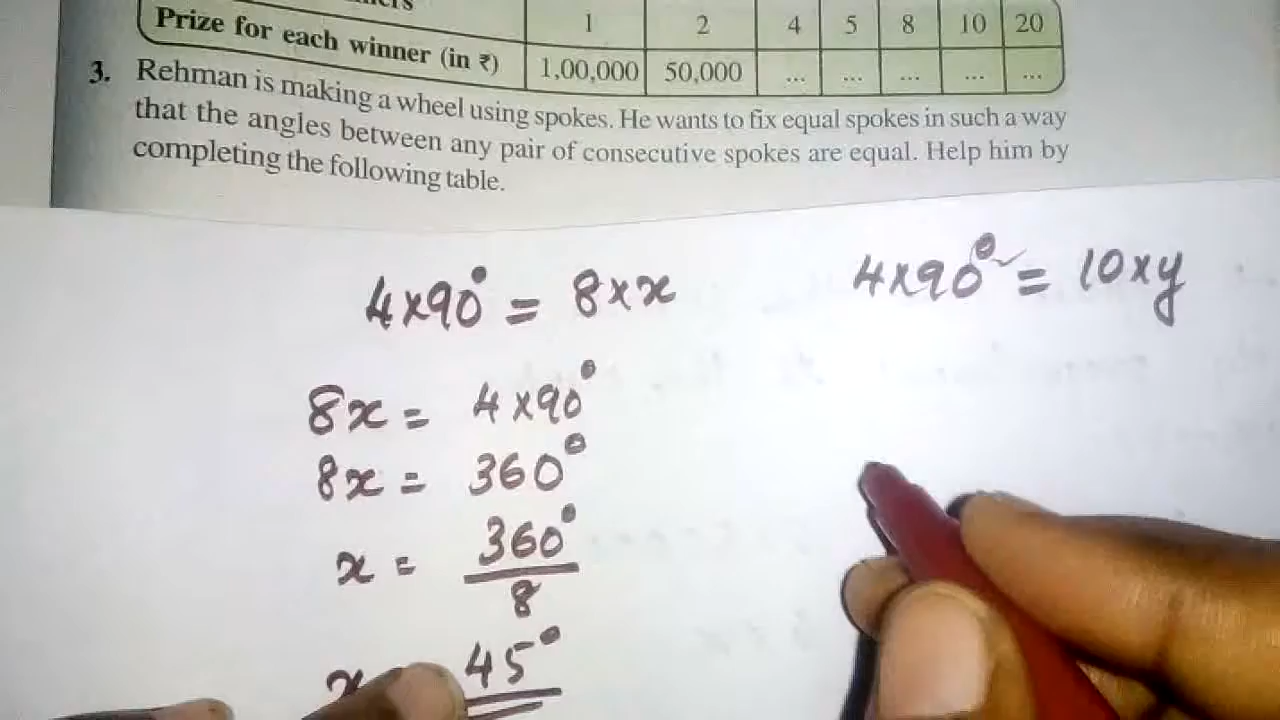 1 2 4 5 8 10 20
Prize for each winner (in ₹) 1,00,000 50,000 ... ... ... ... ...
3. Rehman is making a wheel using spokes. He wants to fix equal spokes in such a way
that the angles between any pair of consecutive spokes are equal. Help him by
completing the following table.
4×90° = 8×x
8x = 4×90°
8x = 360°
x = 360°
8
x 45°
4×90° = 10×y